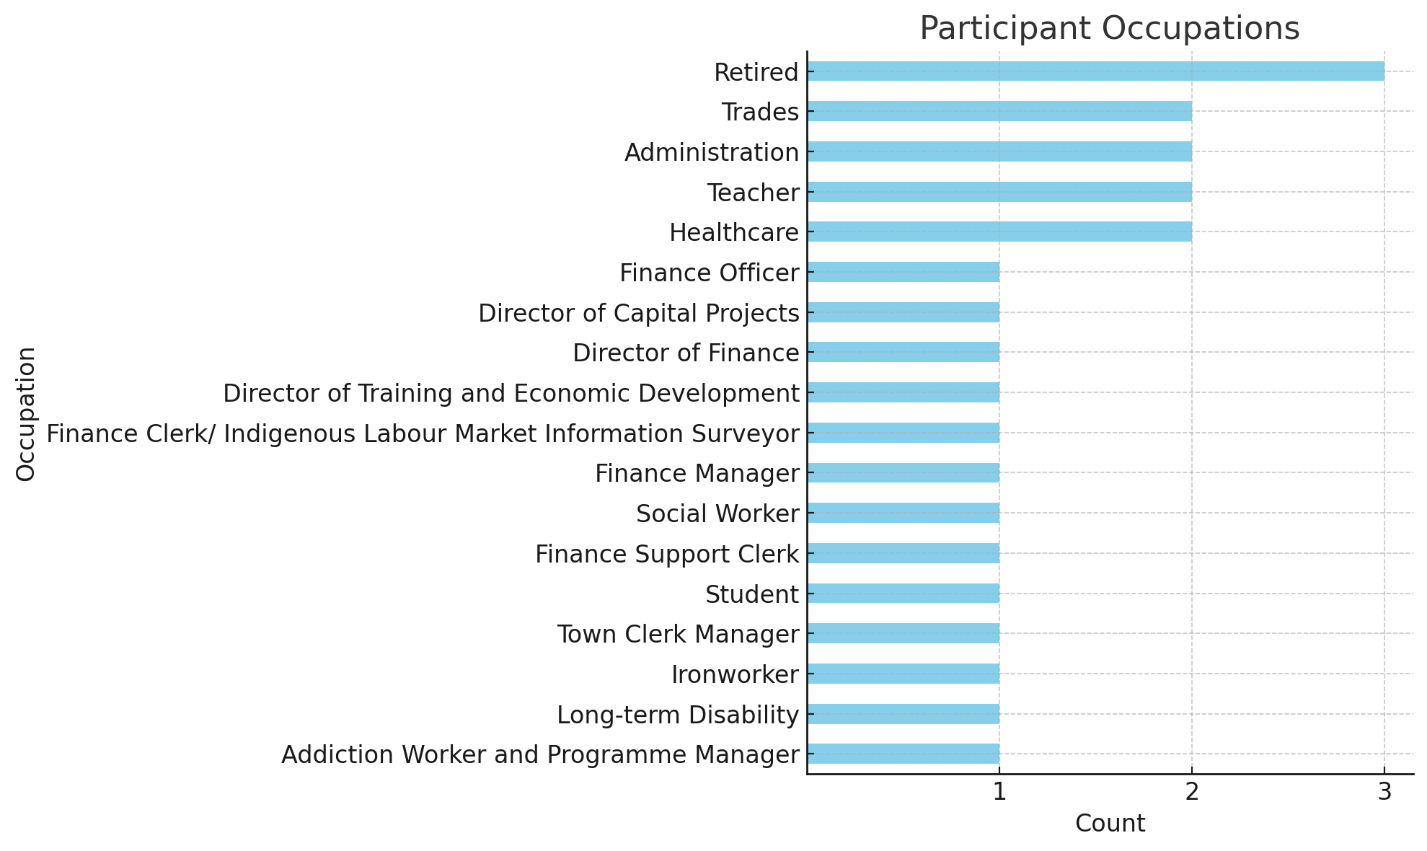 Participant Occupations
Retired
Trades
Administration
Teacher
Healthcare
Finance Officer
Director of Capital Projects
Director of Finance
Director of Training and Economic Development
Finance Clerk/ Indigenous Labour Market Information Surveyor
Finance Manager
Social Worker
Finance Support Clerk
Student
Town Clerk Manager
Ironworker
Long-term Disability
Addiction Worker and Programme Manager
Occupation
1 2 3
Count